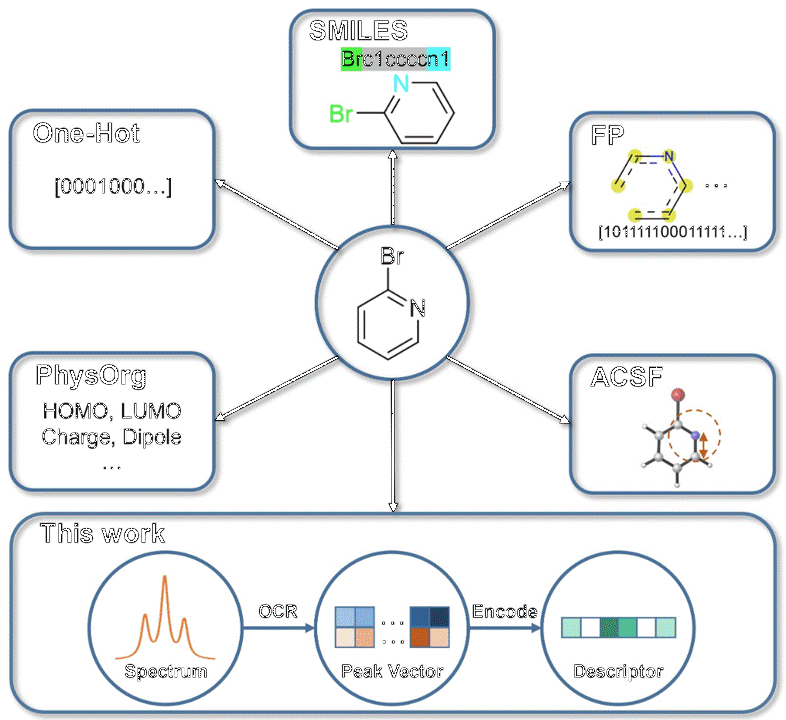 SMILES
Brc1ccccn1
N
Br
One-Hot
[0001000...]
FP
N
...
[10111110001111...]
Br
N
PhysOrg
HOMO, LUMO
Charge, Dipole
...
ACSF
This work
OCR
Encode
...
...
Spectrum
Peak Vector
Descriptor